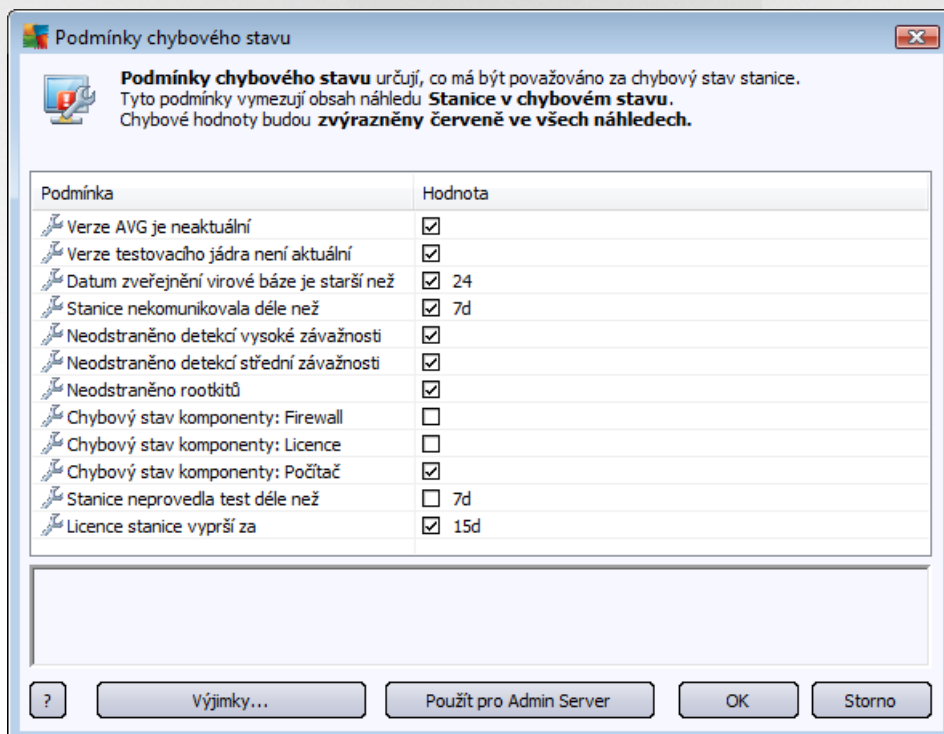 Podmínky chybového stavu
Podmínky chybového stavu určují, co má být považováno za chybový stav stanice.
Tyto podmínky vymezují obsah náhledu Stanice v chybovém stavu.
Chybové hodnoty budou zvýrazněny červeně ve všech náhledech.
Podmínka Hodnota
Verze AVG je neaktuální
Verze testovacího jádra není aktuální
Datum zveřejnění virové báze je starší než 24
Stanice nekomunikovala déle než 7d
Neodstraněno detekcí vysoké závažnosti
Neodstraněno detekcí střední závažnosti
Neodstraněno rootkitů
Chybový stav komponenty: Firewall
Chybový stav komponenty: Licence
Chybový stav komponenty: Počítač
Stanice neprovedla test déle než 7d
Licence stanice vyprší za 15d
? Výjimky... Použít pro Admin Server OK Storno